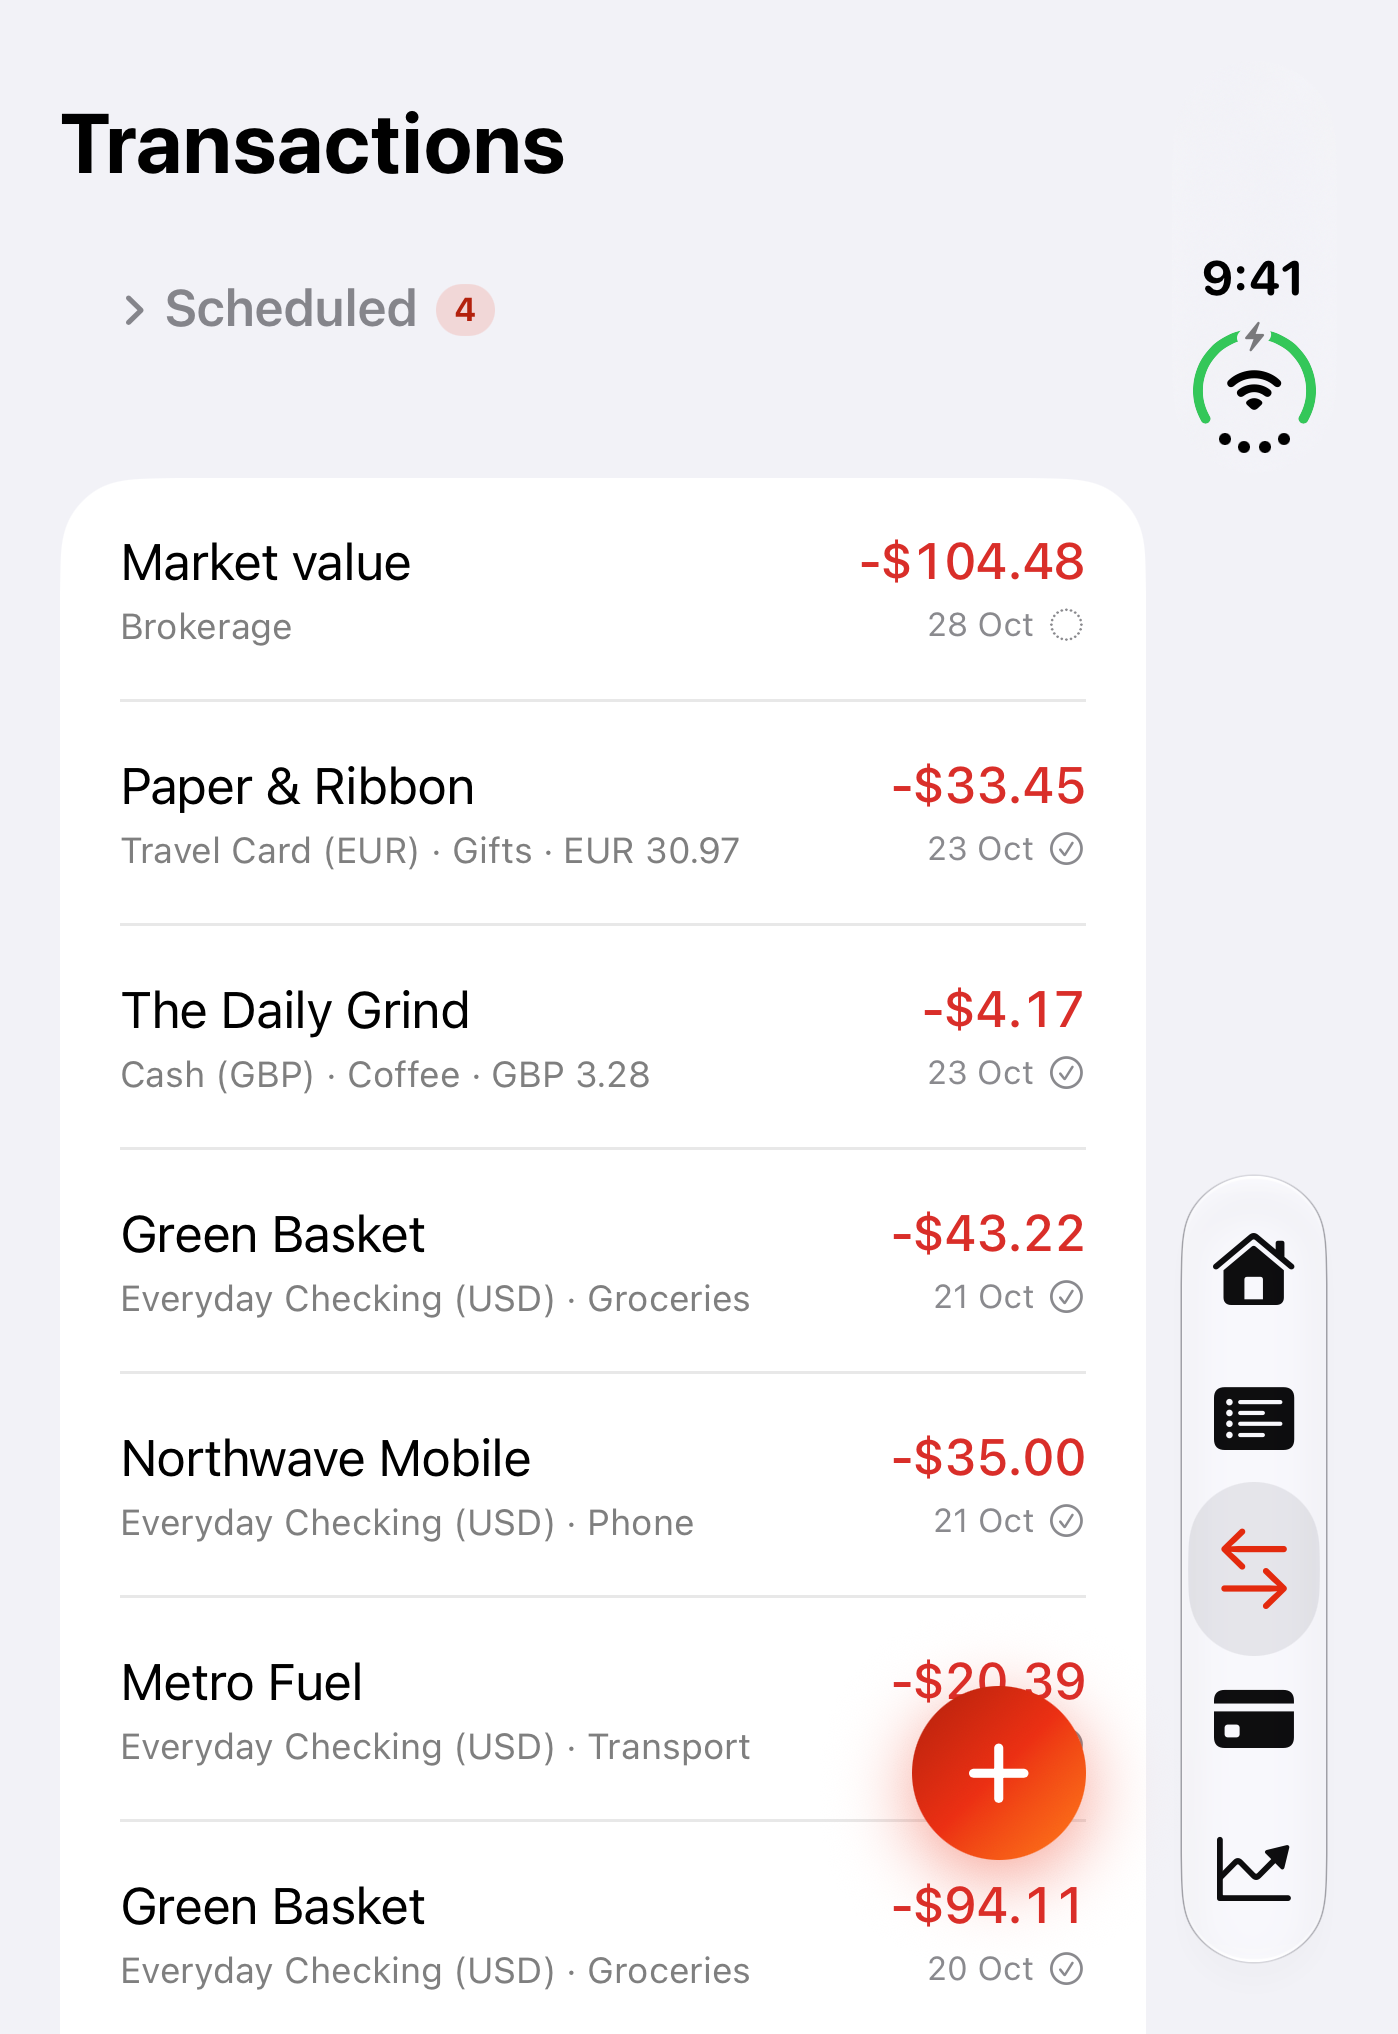 Transactions
9:41
Scheduled 4
Market value -$104.48
Brokerage 28 Oct
Paper & Ribbon -$33.45
Travel Card (EUR) · Gifts · EUR 30.97 23 Oct
The Daily Grind -$4.17
Cash (GBP) · Coffee · GBP 3.28 23 Oct
Green Basket -$43.22
Everyday Checking (USD) · Groceries 21 Oct
Northwave Mobile -$35.00
Everyday Checking (USD) · Phone 21 Oct
Metro Fuel -$20.39
Everyday Checking (USD) · Transport
Green Basket -$94.11
Everyday Checking (USD) · Groceries 20 Oct